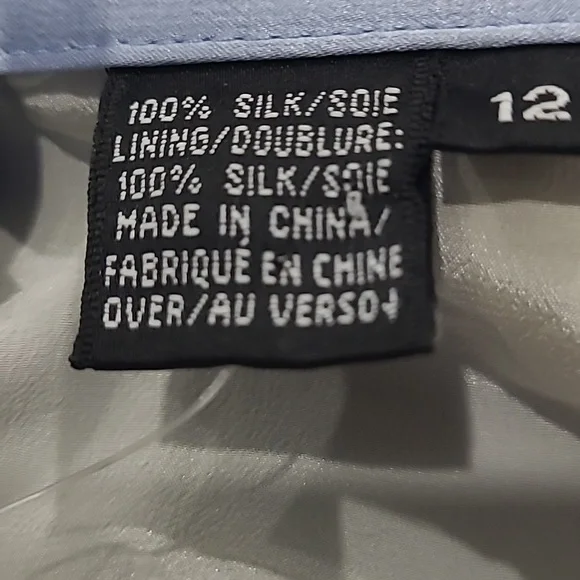 100% SILK/SOIE
LINING/DOUBLURE:
100% SILK/SOIE
MADE IN CHINA/
FABRIQUÉ EN CHINE
OVER/AU VERSO↓
12